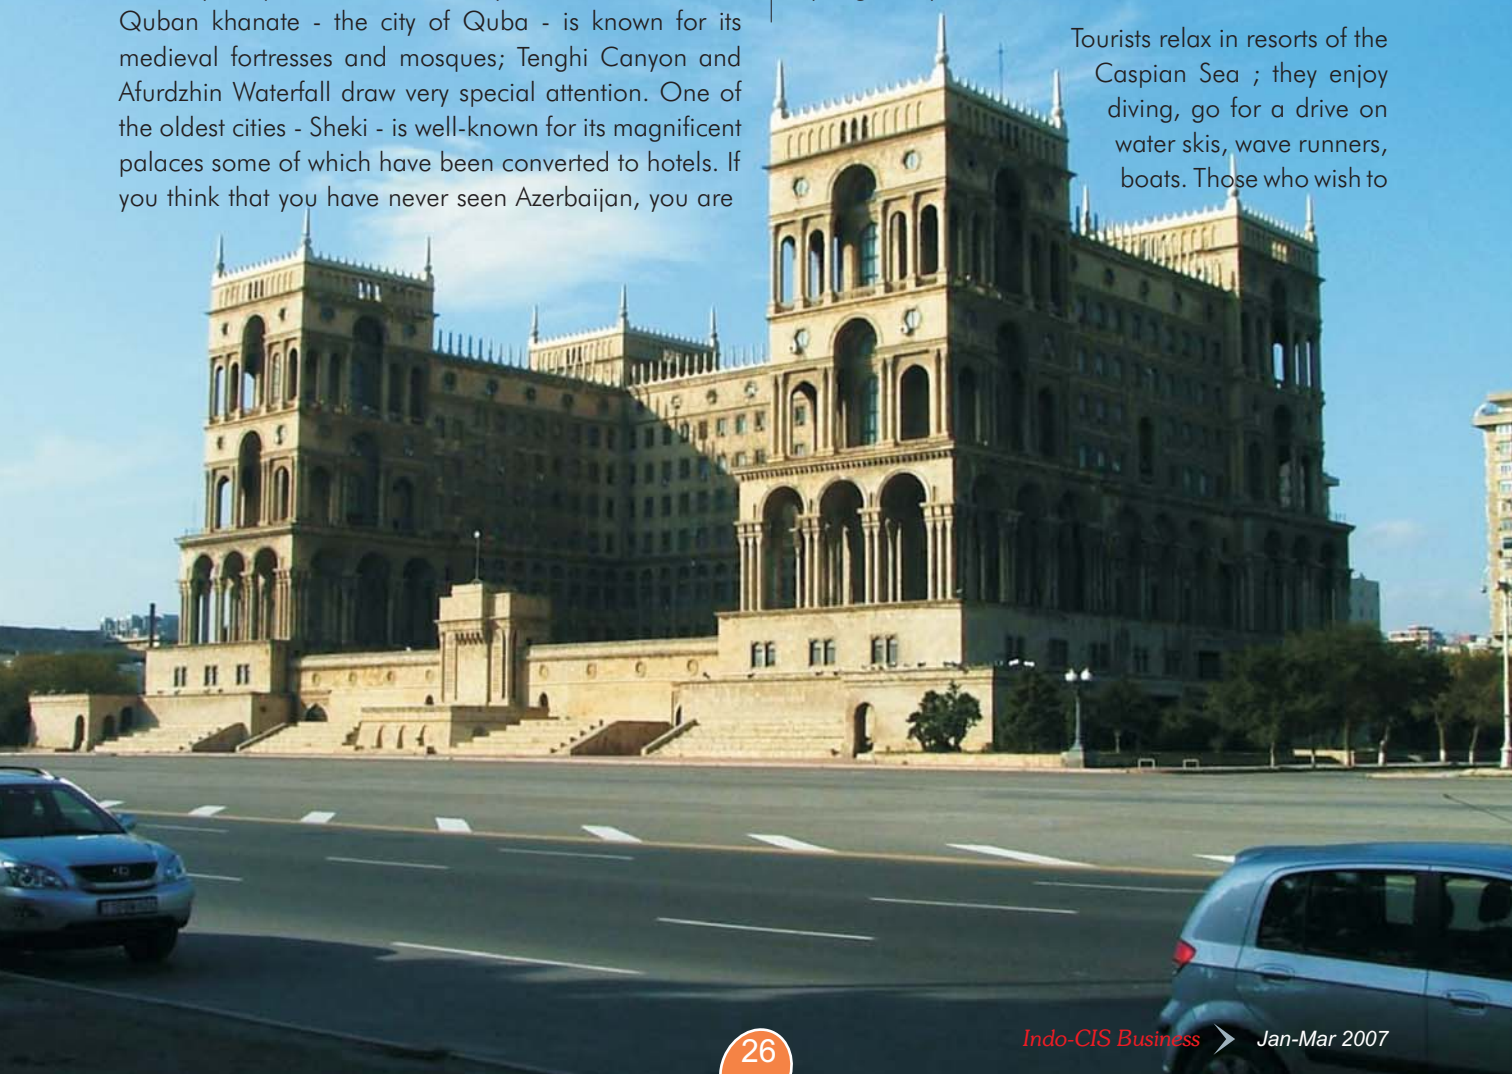 Quban khanate - the city of Quba - is known for its
medieval fortresses and mosques; Tenghi Canyon and
Afurdzhin Waterfall draw very special attention. One of
the oldest cities - Sheki - is well-known for its magnificent
palaces some of which have been converted to hotels. If
you think that you have never seen Azerbaijan, you are
Tourists relax in resorts of the
Caspian Sea ; they enjoy
diving, go for a drive on
water skis, wave runners,
boats. Those who wish to
26
Indo-CIS Business
Jan-Mar 2007